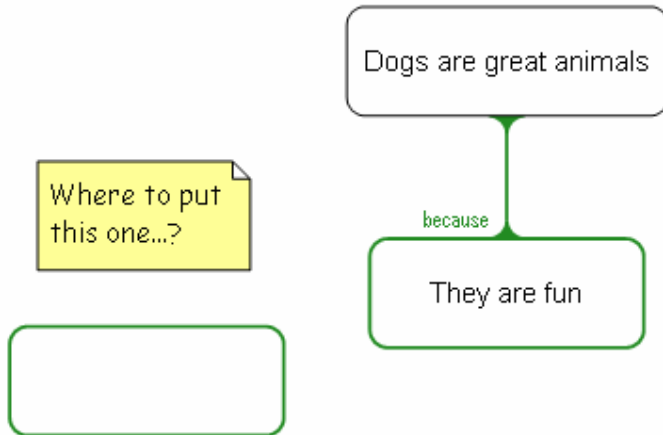 Dogs are great animals
Where to put
this one...?
because
They are fun